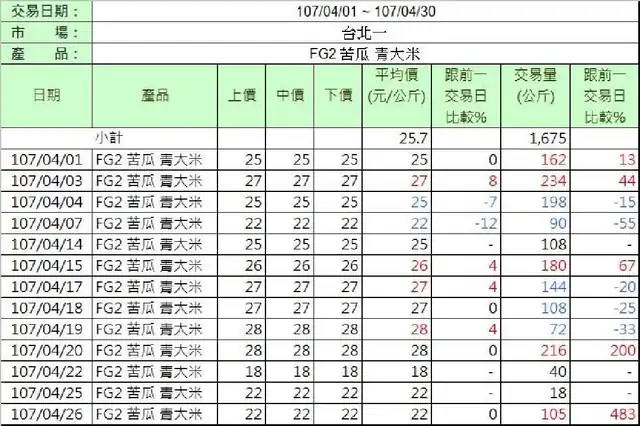 交易日期： 107/04/01 ~ 107/04/30
市 場： 台北一
產 品： FG2 苦瓜 青大米
日期 產品 上價 中價 下價 平均價 (元/公斤) 跟前一交易日比較% 交易量 (公斤) 跟前一交易日比較%
小計 25.7 1,675
107/04/01 FG2 苦瓜 青大米 25 25 25 25 0 162 13
107/04/03 FG2 苦瓜 青大米 27 27 27 27 8 234 44
107/04/04 FG2 苦瓜 青大米 25 25 25 25 -7 198 -15
107/04/07 FG2 苦瓜 青大米 22 22 22 22 -12 90 -55
107/04/14 FG2 苦瓜 青大米 25 25 25 25 - 108 -
107/04/15 FG2 苦瓜 青大米 26 26 26 26 4 180 67
107/04/17 FG2 苦瓜 青大米 27 27 27 27 4 144 -20
107/04/18 FG2 苦瓜 青大米 27 27 27 27 0 108 -25
107/04/19 FG2 苦瓜 青大米 28 28 28 28 4 72 -33
107/04/20 FG2 苦瓜 青大米 28 28 28 28 0 216 200
107/04/22 FG2 苦瓜 青大米 18 18 18 18 - 40 -
107/04/25 FG2 苦瓜 青大米 22 22 22 22 - 18 -
107/04/26 FG2 苦瓜 青大米 22 22 22 22 0 105 483